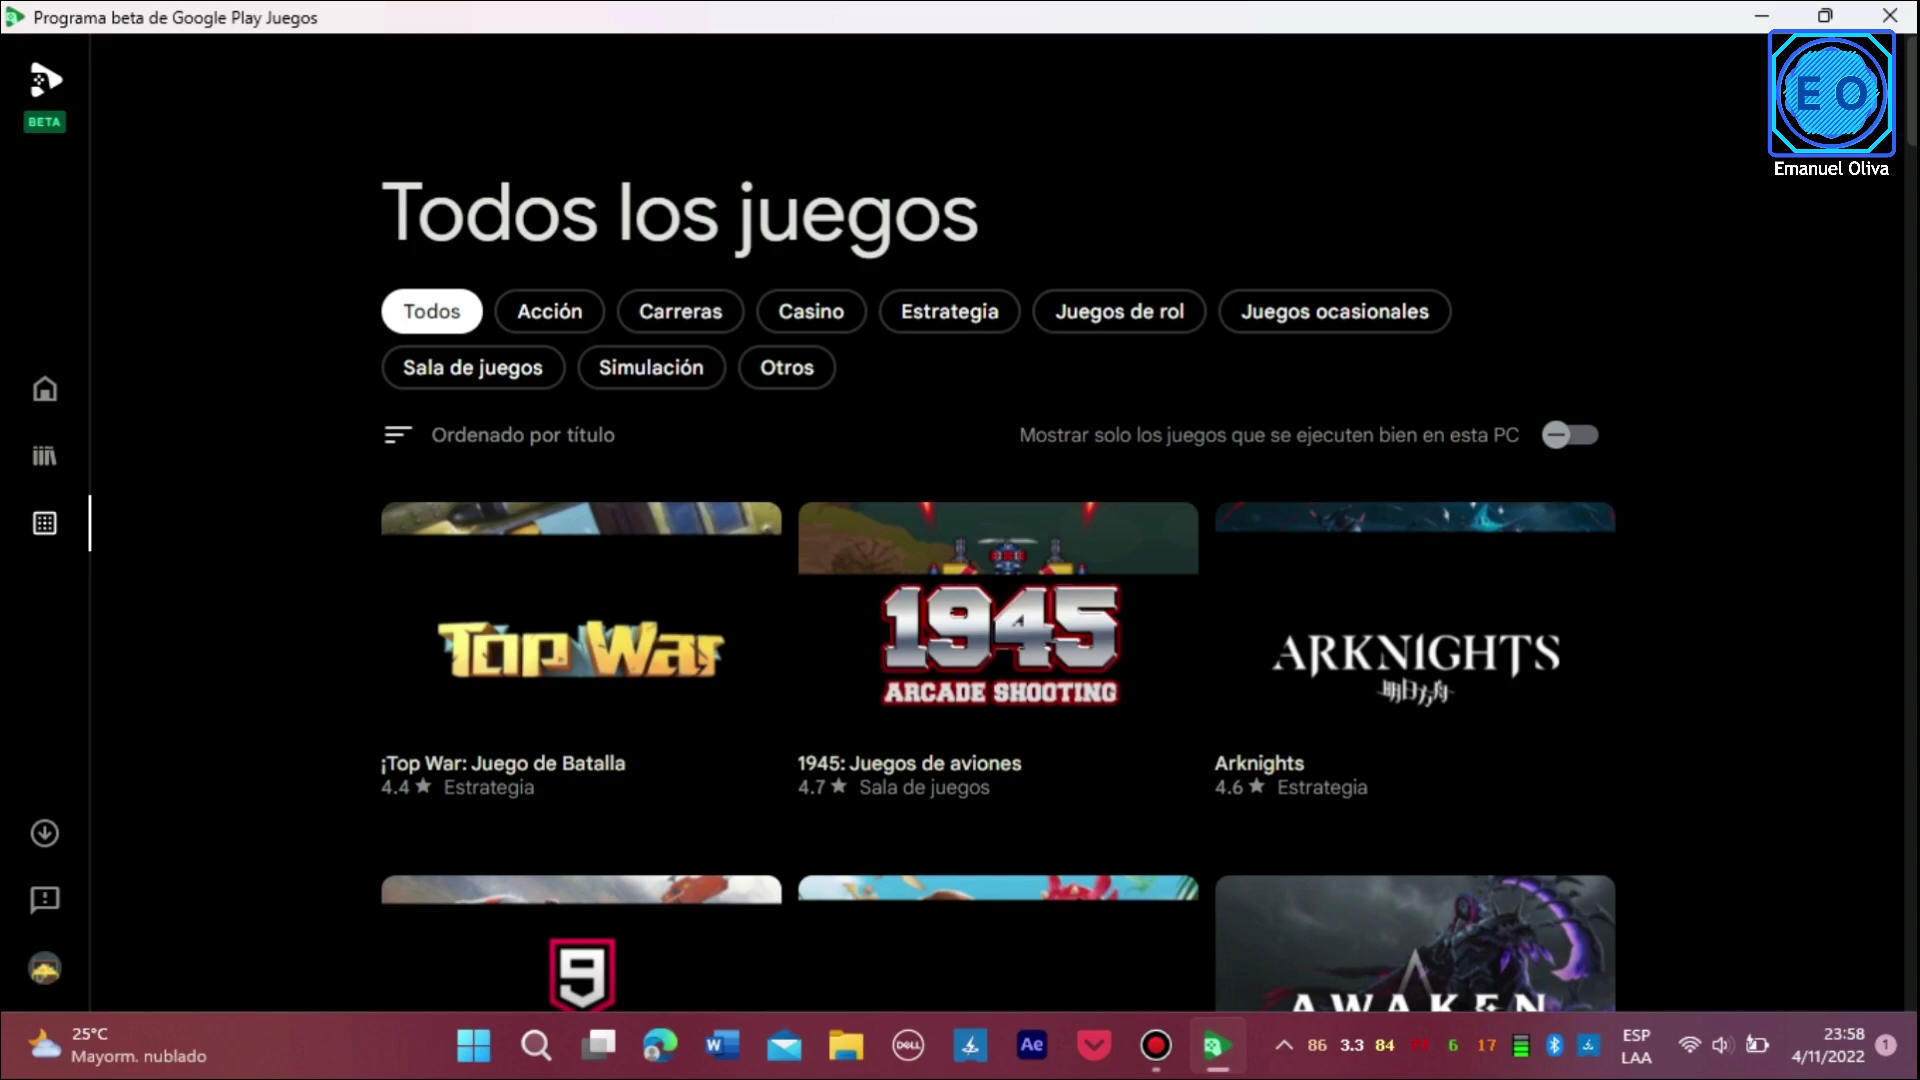 Programa beta de Google Play Juegos
BETA
E O
Emanuel Oliva
Todos los juegos
Todos
Acción
Carreras
Casino
Estrategia
Juegos de rol
Juegos ocasionales
Sala de juegos
Simulación
Otros
Ordenado por título
Mostrar solo los juegos que se ejecuten bien en esta PC
TOP WAR
1945
ARCADE SHOOTING
ARKNIGHTS
明日方舟
¡Top War: Juego de Batalla
4.4★ Estrategia
1945: Juegos de aviones
4.7★ Sala de juegos
Arknights
4.6★ Estrategia
9
AWAKEN
25°C
Mayorm. nublado
W
DELL
Ae
86 3.3 84 77 6 17
ESP
LAA
23:58
4/11/2022
1